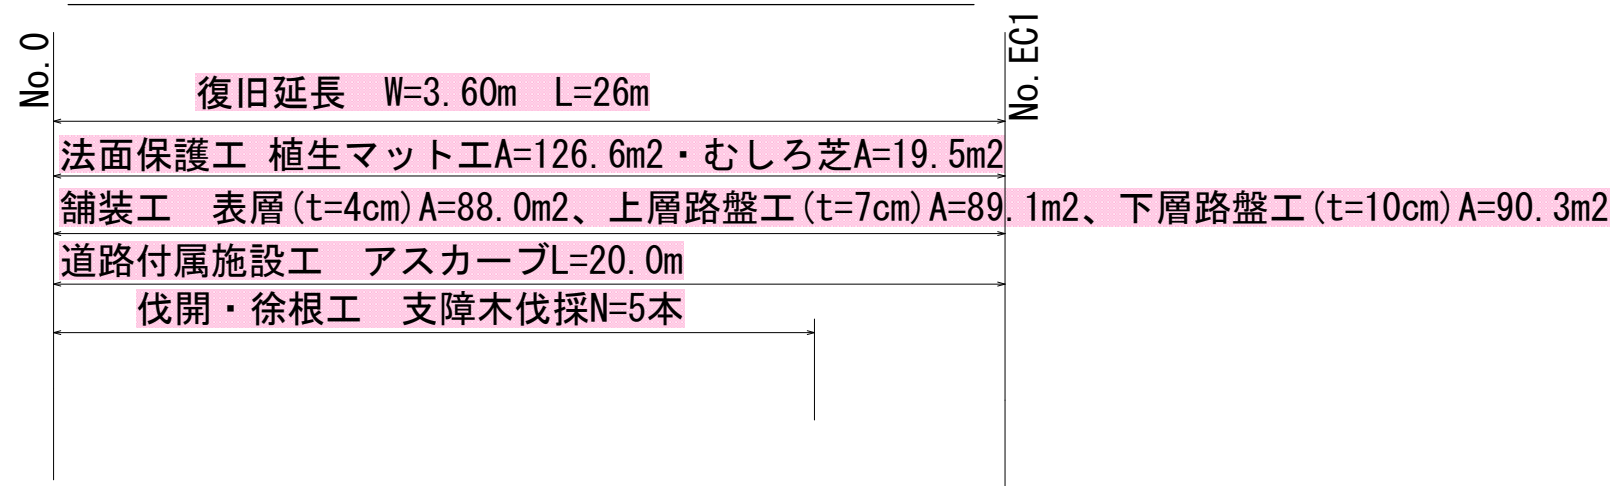 No. 0
No. EC1
復旧延長　W=3.60m　L=26m
法面保護工 植生マット工A=126.6m2・むしろ芝A=19.5m2
舗装工　表層(t=4cm)A=88.0m2、上層路盤工(t=7cm)A=89.1m2、下層路盤工(t=10cm)A=90.3m2
道路付属施設工　アスカーブL=20.0m
伐開・徐根工　支障木伐採N=5本